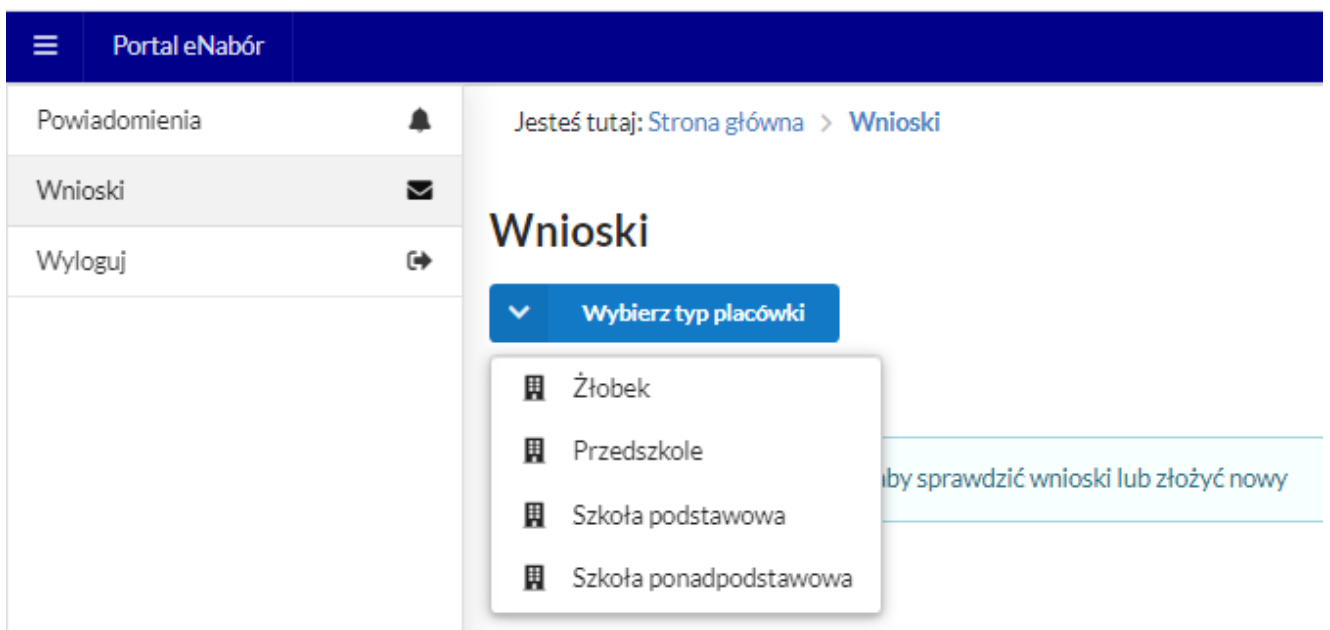 Portal eNabór
Powiadomienia
Wnioski
Wyloguj
Jesteś tutaj: Strona główna > Wnioski
Wnioski
Wybierz typ placówki
Żłobek
Przedszkole
Szkoła podstawowa
Szkoła ponadpodstawowa
sprawdzić wnioski lub złożyć nowy